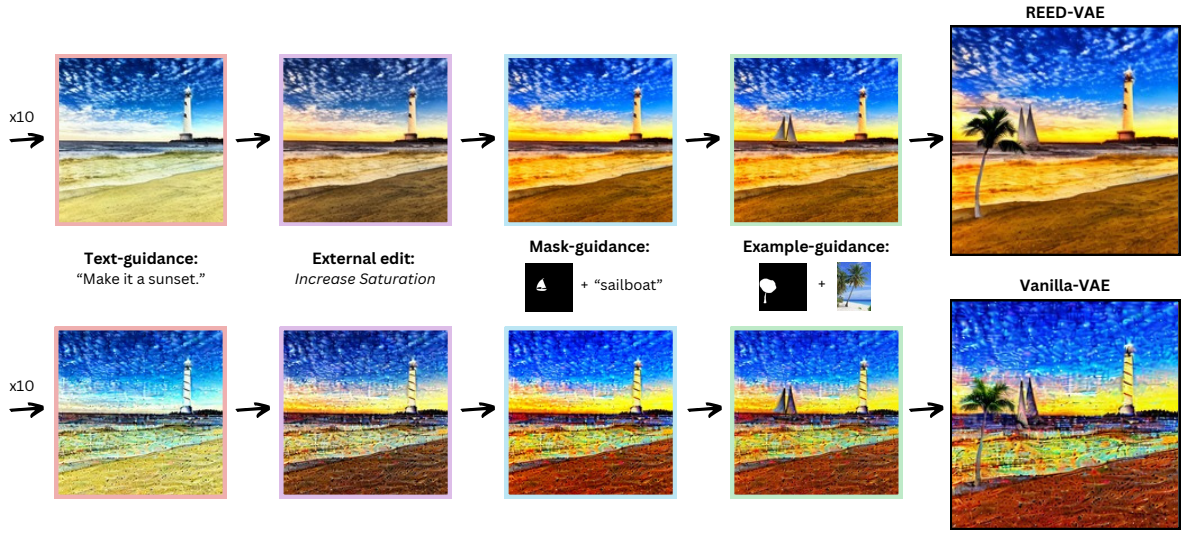 REED-VAE
x10
Text-guidance:
“Make it a sunset.”
External edit:
Increase Saturation
Mask-guidance:
+ “sailboat”
Example-guidance:
+
Vanilla-VAE
x10